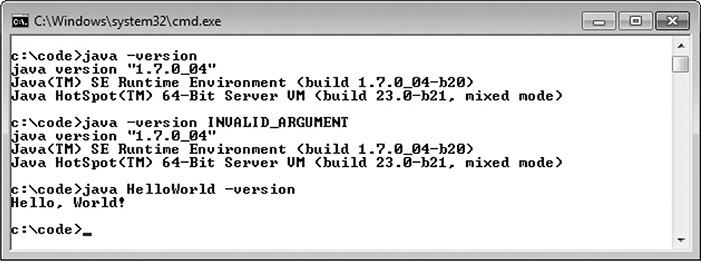 C:\Windows\system32\cmd.exe
c:\code>java -version
java version "1.7.0_04"
Java(TM) SE Runtime Environment (build 1.7.0_04-b20)
Java HotSpot(TM) 64-Bit Server VM (build 23.0-b21, mixed mode)
c:\code>java -version INVALID_ARGUMENT
java version "1.7.0_04"
Java(TM) SE Runtime Environment (build 1.7.0_04-b20)
Java HotSpot(TM) 64-Bit Server VM (build 23.0-b21, mixed mode)
c:\code>java HelloWorld -version
Hello, World!
c:\code>_